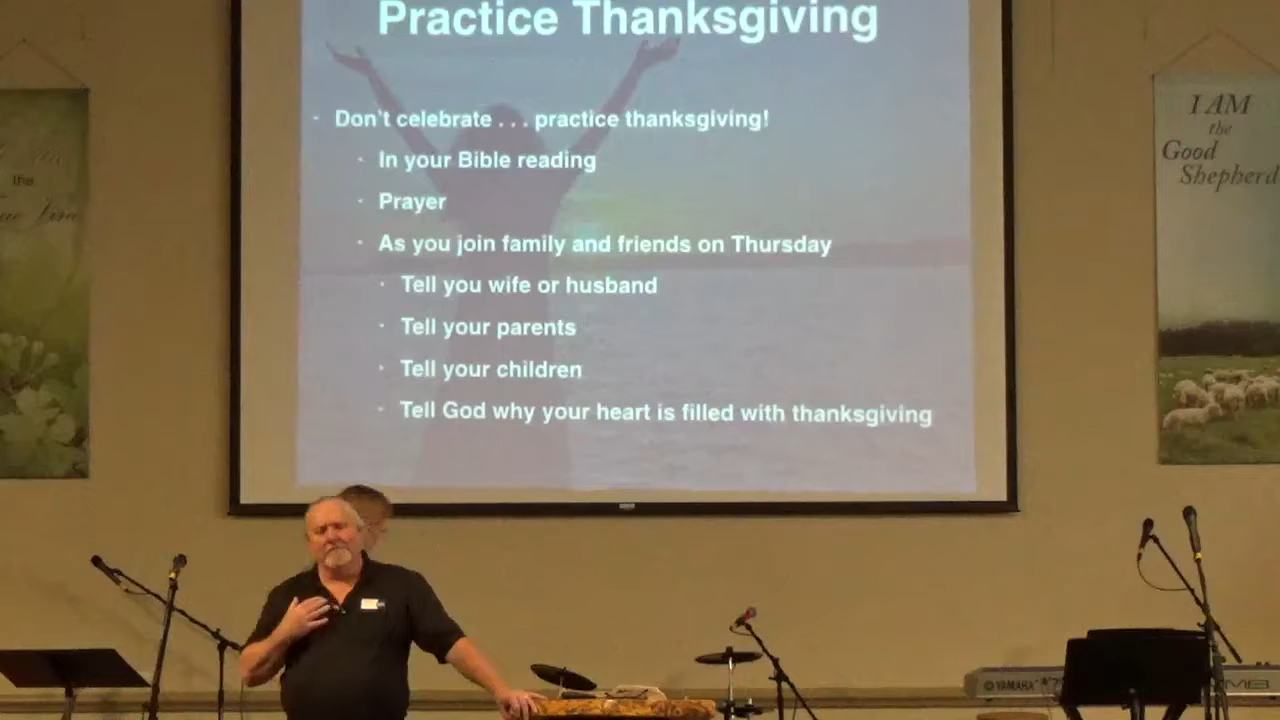 Practice Thanksgiving
Don't celebrate . . . practice thanksgiving!
In your Bible reading
Prayer
As you join family and friends on Thursday
Tell you wife or husband
Tell your parents
Tell your children
Tell God why your heart is filled with thanksgiving
the
I AM
the
Good
Shepherd
YAMAHA